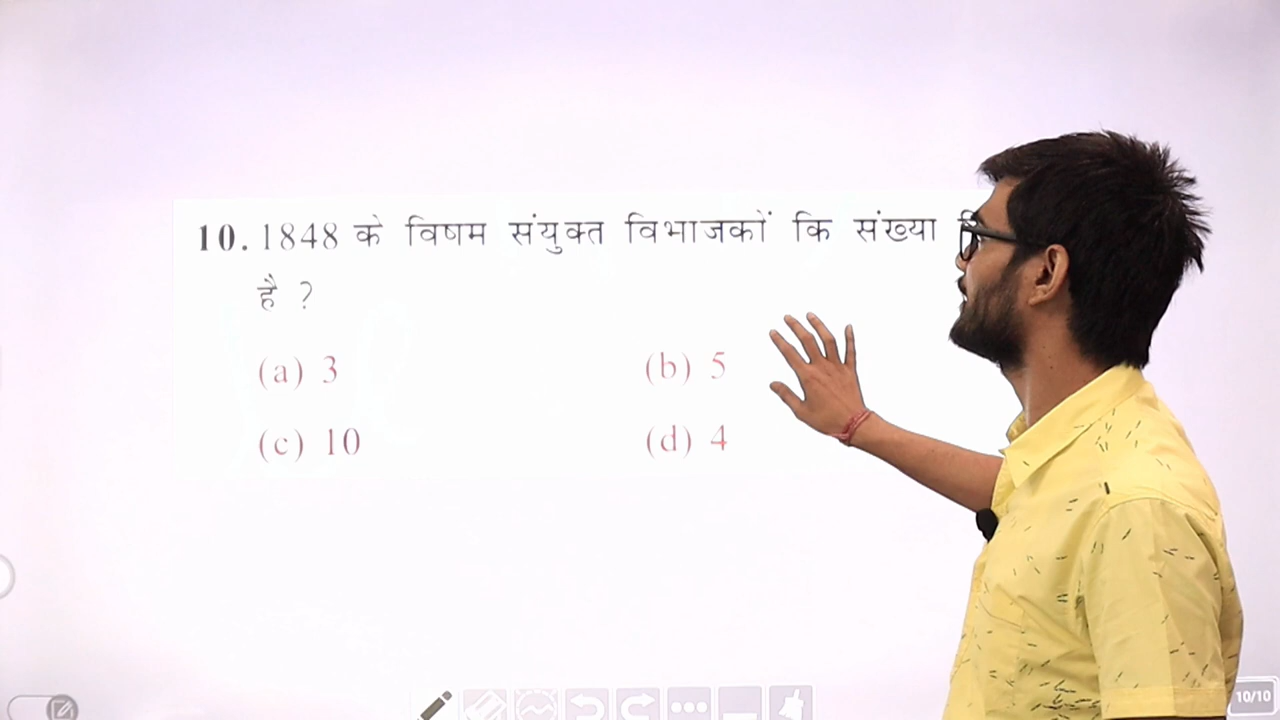 10. 1848 के विषम संयुक्त विभाजकों कि संख्या
है ?
(a) 3 (b) 5
(c) 10 (d) 4
10/10